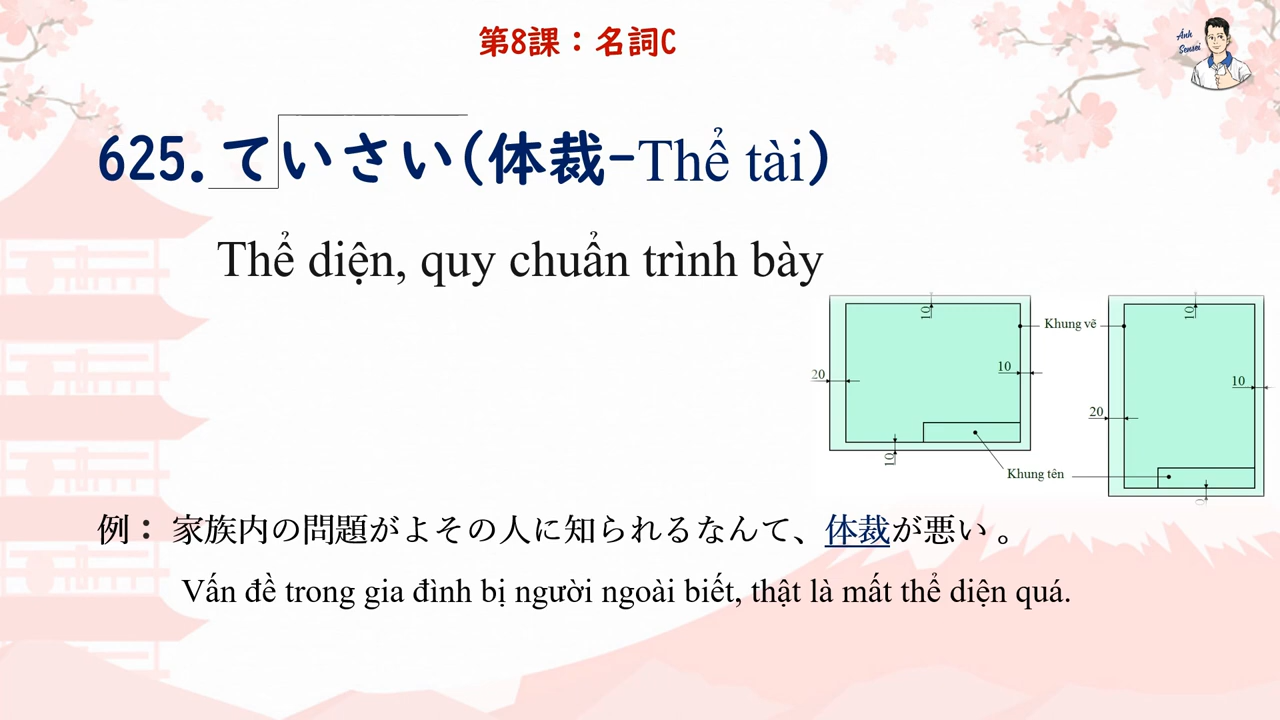 第8課：名詞C
Ánh
Sensei
625. ていさい(体裁-Thể tài)
Thể diện, quy chuẩn trình bày
10
10
Khung vẽ
20
10
10
20
10
Khung tên
例： 家族内の問題がよその人に知られるなんて、体裁が悪い 。
Vấn đề trong gia đình bị người ngoài biết, thật là mất thể diện quá.